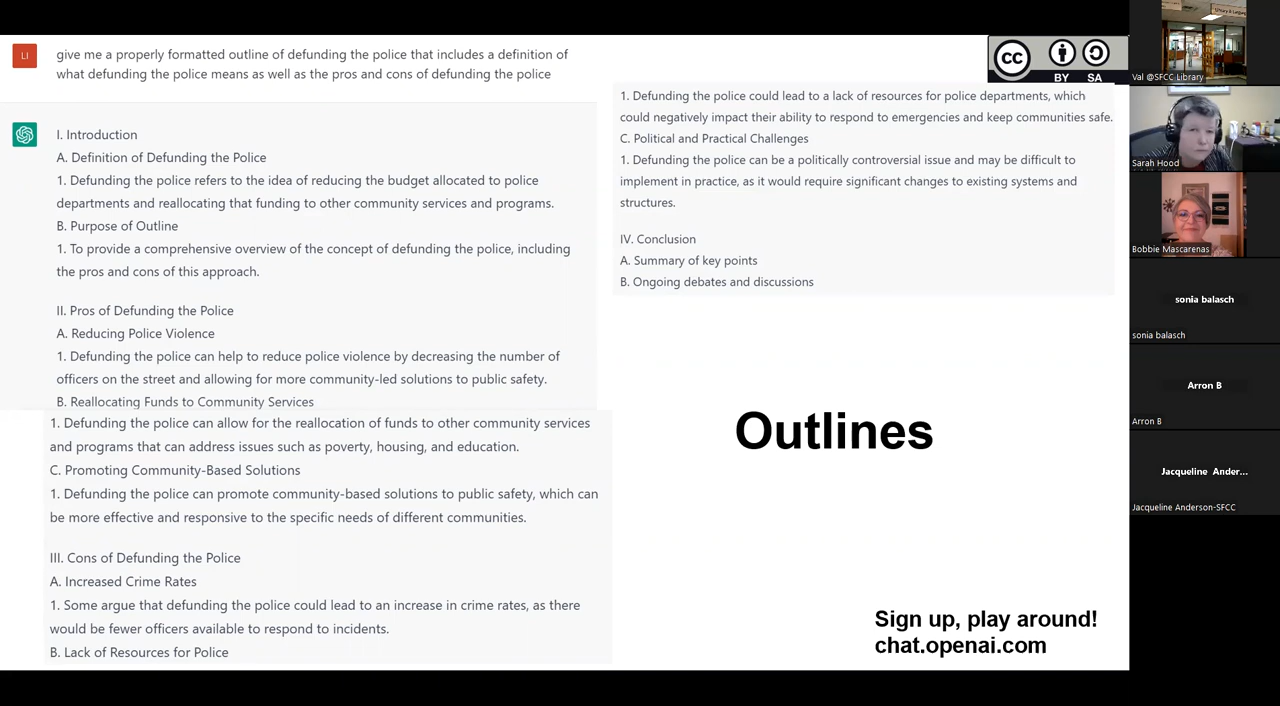 LI
give me a properly formatted outline of defunding the police that includes a definition of
what defunding the police means as well as the pros and cons of defunding the police
I. Introduction
A. Definition of Defunding the Police
1. Defunding the police refers to the idea of reducing the budget allocated to police
departments and reallocating that funding to other community services and programs.
B. Purpose of Outline
1. To provide a comprehensive overview of the concept of defunding the police, including
the pros and cons of this approach.
II. Pros of Defunding the Police
A. Reducing Police Violence
1. Defunding the police can help to reduce police violence by decreasing the number of
officers on the street and allowing for more community-led solutions to public safety.
B. Reallocating Funds to Community Services
1. Defunding the police can allow for the reallocation of funds to other community services
and programs that can address issues such as poverty, housing, and education.
C. Promoting Community-Based Solutions
1. Defunding the police can promote community-based solutions to public safety, which can
be more effective and responsive to the specific needs of different communities.
III. Cons of Defunding the Police
A. Increased Crime Rates
1. Some argue that defunding the police could lead to an increase in crime rates, as there
would be fewer officers available to respond to incidents.
B. Lack of Resources for Police
1. Defunding the police could lead to a lack of resources for police departments, which
could negatively impact their ability to respond to emergencies and keep communities safe.
C. Political and Practical Challenges
1. Defunding the police can be a politically controversial issue and may be difficult to
implement in practice, as it would require significant changes to existing systems and
structures.
IV. Conclusion
A. Summary of key points
B. Ongoing debates and discussions
cc
BY SA
Outlines
Sign up, play around!
chat.openai.com
Val @SFCC Library
Sarah Hood
Bobbie Mascarenas
sonia balasch
sonia balasch
Arron B
Arron B
Jacqueline Ander...
Jacqueline Anderson-SFCC